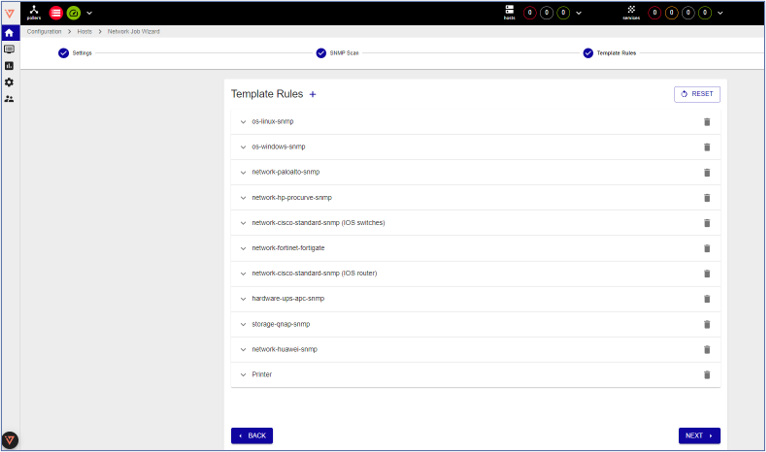 pollers
hosts
0
0
0
services
0
0
0
0
Configuration > Hosts > Network Job Wizard
Settings
SNMP Scan
Template Rules
Template Rules +
RESET
os-linux-snmp
os-windows-snmp
network-paloalto-snmp
network-hp-procurve-snmp
network-cisco-standard-snmp (IOS switches)
network-fortinet-fortigate
network-cisco-standard-snmp (IOS router)
hardware-ups-apc-snmp
storage-qnap-snmp
network-huawei-snmp
Printer
BACK
NEXT